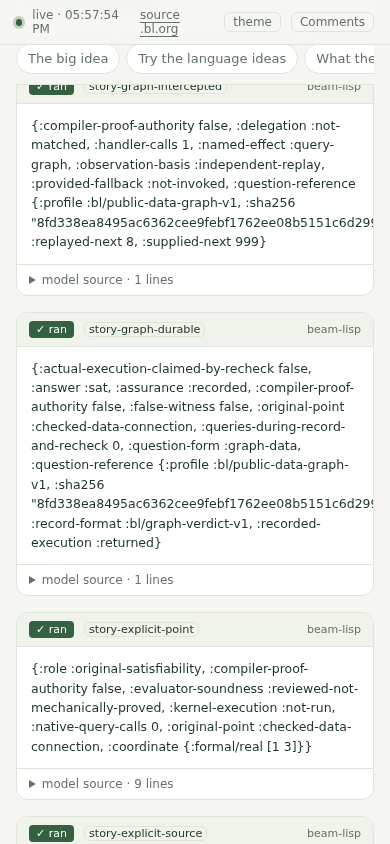 live · 05:57:54 PM
source .bl.org
theme
Comments
The big idea
Try the language ideas
What the
✓ ran story-graph-intercepted beam-lisp
{:compiler-proof-authority false, :delegation :not-
matched, :handler-calls 1, :named-effect :query-
graph, :observation-basis :independent-replay,
:provided-fallback :not-invoked, :question-reference
{:profile :bl/public-data-graph-v1, :sha256
"8fd338ea8495ac6362cee9febf1762ee08b5151c6d299
:replayed-next 8, :supplied-next 999}
▶ model source · 1 lines
✓ ran story-graph-durable beam-lisp
{:actual-execution-claimed-by-recheck false,
:answer :sat, :assurance :recorded, :compiler-proof-
authority false, :false-witness false, :original-point
:checked-data-connection, :queries-during-record-
and-recheck 0, :question-form :graph-data,
:question-reference {:profile :bl/public-data-graph-
v1, :sha256
"8fd338ea8495ac6362cee9febf1762ee08b5151c6d299
:record-format :bl/graph-verdict-v1, :recorded-
execution :returned}
▶ model source · 1 lines
✓ ran story-explicit-point beam-lisp
{:role :original-satisfiability, :compiler-proof-
authority false, :evaluator-soundness :reviewed-not-
mechanically-proved, :kernel-execution :not-run,
:native-query-calls 0, :original-point :checked-data-
connection, :coordinate {:formal/real [1 3]}}
▶ model source · 9 lines
✓ ran story-explicit-source beam-lisp